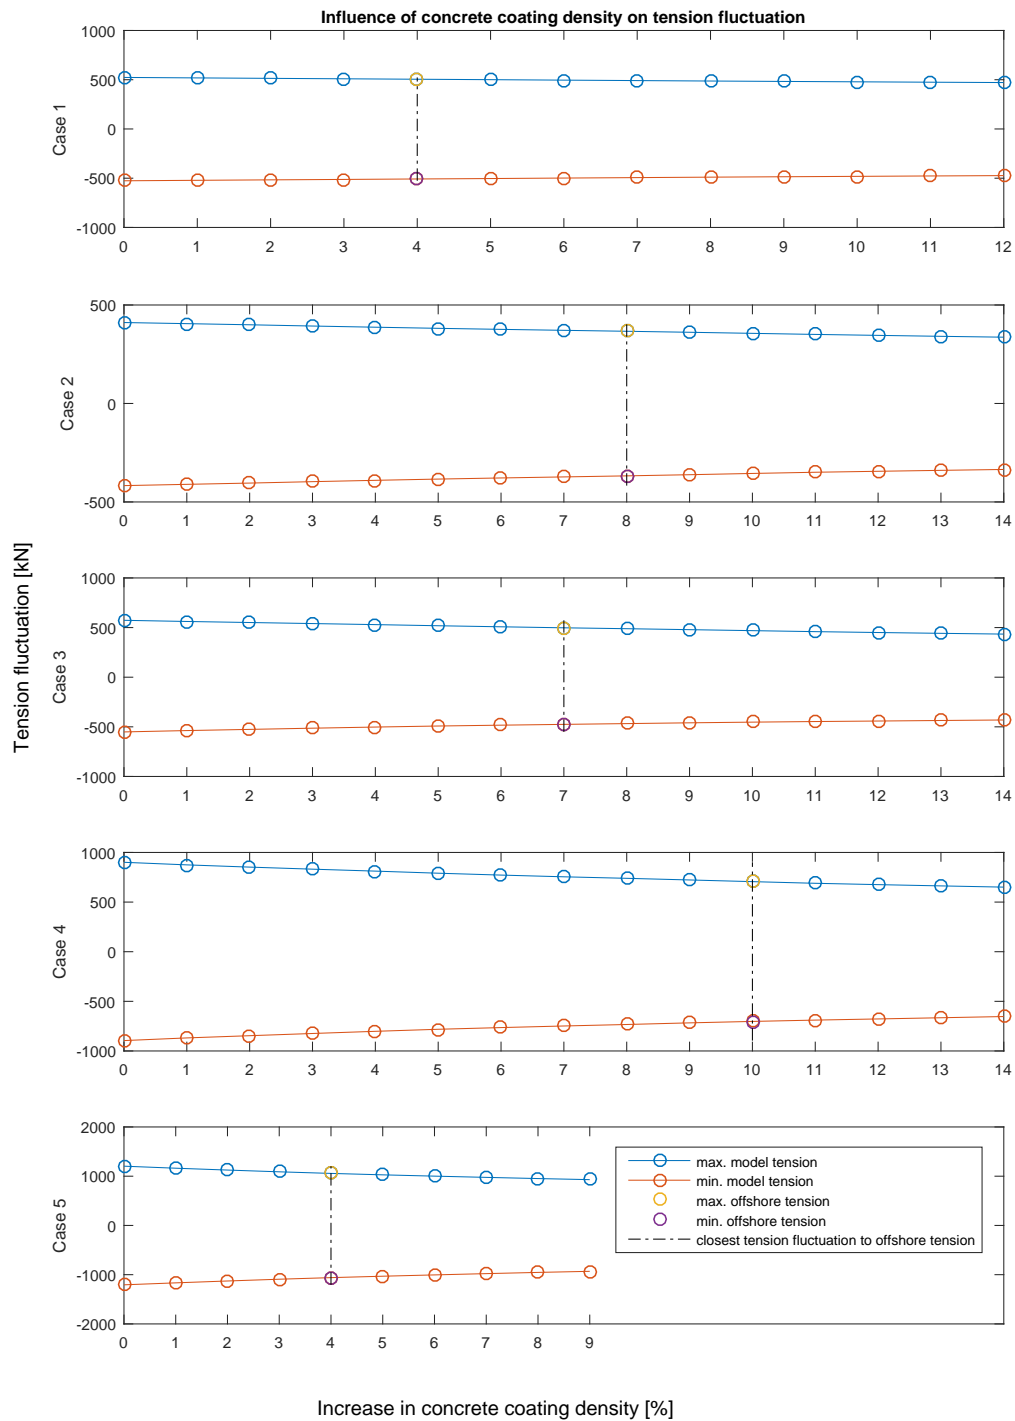 Influence of concrete coating density on tension fluctuation
1000
500
0
-500
-1000
Case 1
0 1 2 3 4 5 6 7 8 9 10 11 12
500
0
-500
Case 2
0 1 2 3 4 5 6 7 8 9 10 11 12 13 14
Tension fluctuation [kN]
1000
500
0
-500
-1000
Case 3
0 1 2 3 4 5 6 7 8 9 10 11 12 13 14
1000
500
0
-500
-1000
Case 4
0 1 2 3 4 5 6 7 8 9 10 11 12 13 14
2000
1000
0
-1000
-2000
Case 5
0 1 2 3 4 5 6 7 8 9
max. model tension
min. model tension
max. offshore tension
min. offshore tension
closest tension fluctuation to offshore tension
Increase in concrete coating density [%]